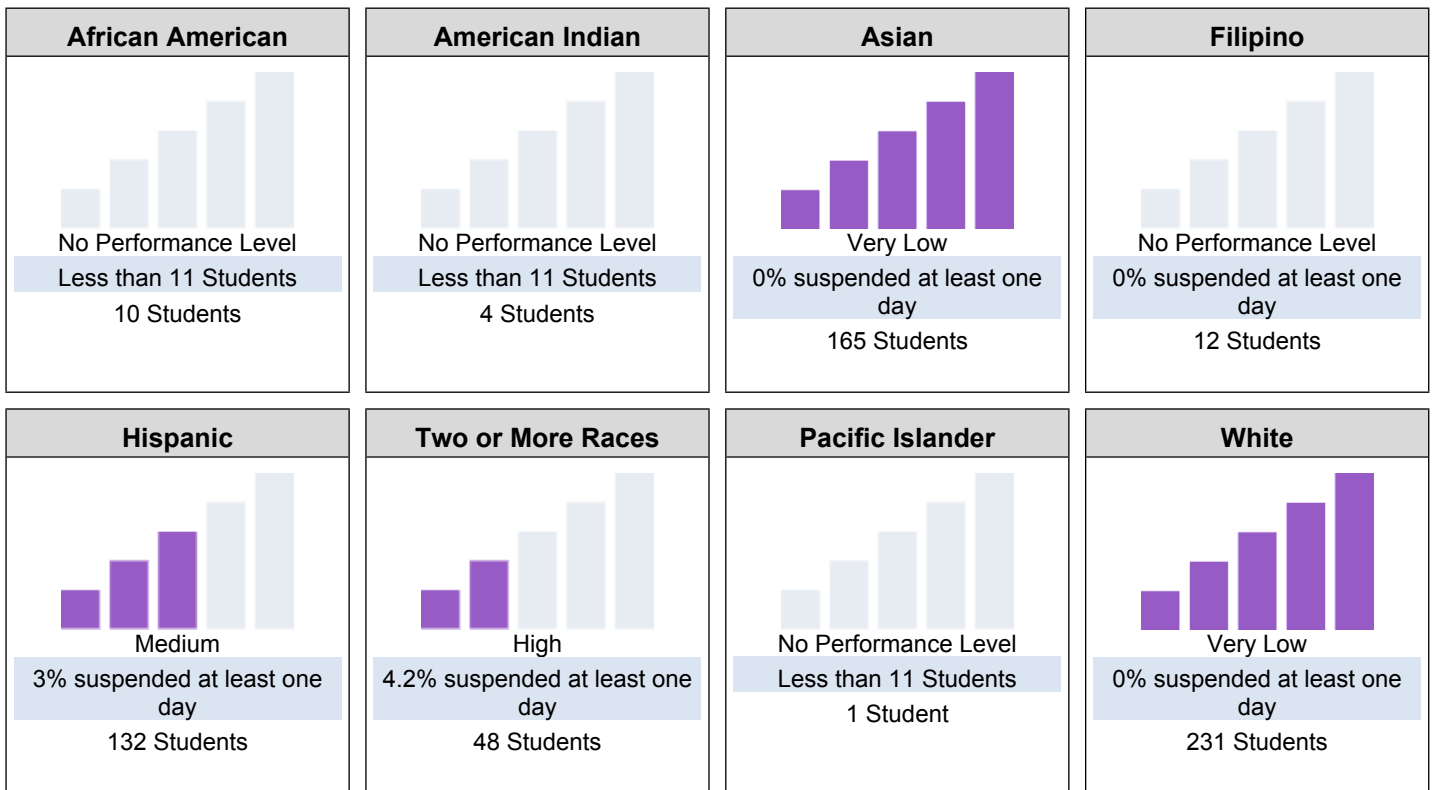 African American
No Performance Level
Less than 11 Students
10 Students
American Indian
No Performance Level
Less than 11 Students
4 Students
Asian
Very Low
0% suspended at least one
day
165 Students
Filipino
No Performance Level
0% suspended at least one
day
12 Students
Hispanic
Medium
3% suspended at least one
day
132 Students
Two or More Races
High
4.2% suspended at least one
day
48 Students
Pacific Islander
No Performance Level
Less than 11 Students
1 Student
White
Very Low
0% suspended at least one
day
231 Students